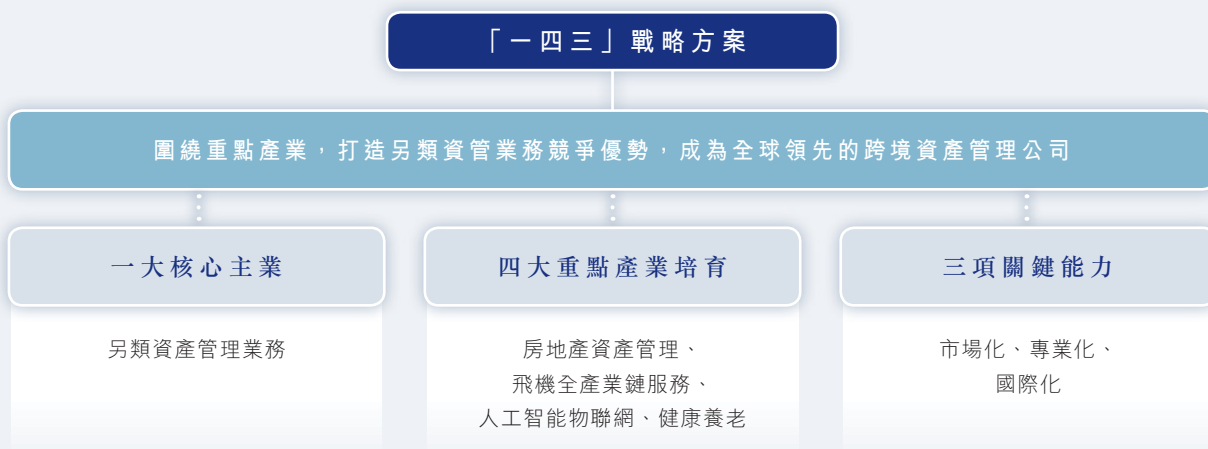 「一四三」戰略方案
圍繞重點產業，打造另類資管業務競爭優勢，成為全球領先的跨境資產管理公司
一大核心主業
另類資產管理業務
四大重點產業培育
房地產資產管理、
飛機全產業鏈服務、
人工智能物聯網、健康養老
三項關鍵能力
市場化、專業化、
國際化